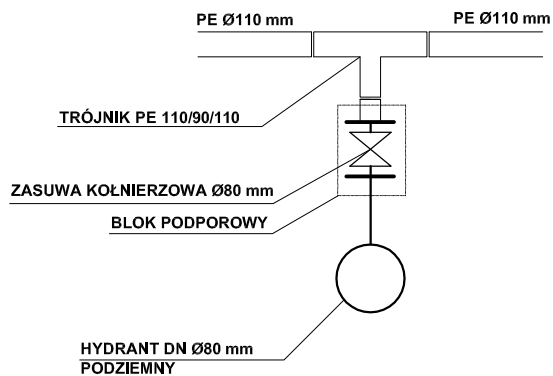 PE Ø110 mm
PE Ø110 mm
TRÓJNIK PE 110/90/110
ZASUWA KOŁNIERZOWA Ø80 mm
BLOK PODPOROWY
HYDRANT DN Ø80 mm
PODZIEMNY